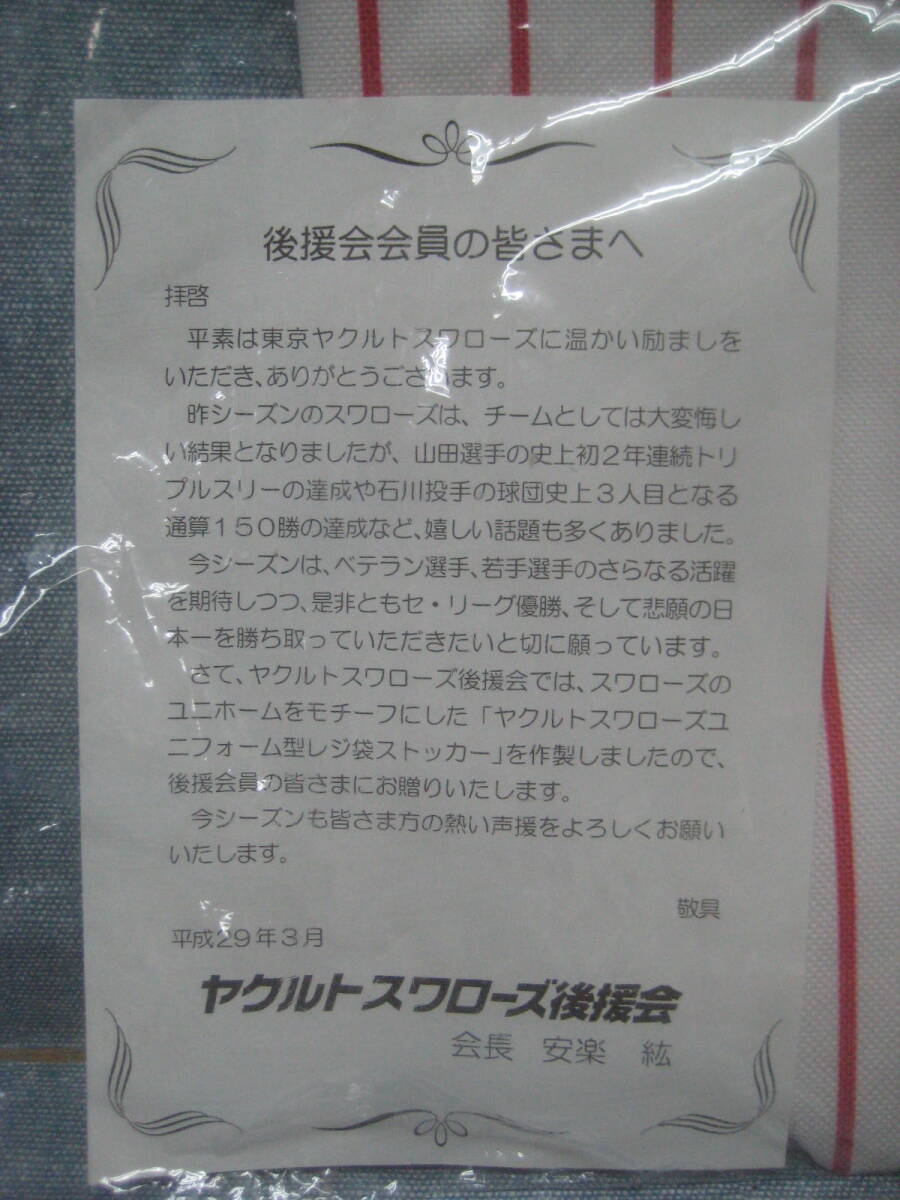 後援会会員の皆さまへ
拝啓
平素は東京ヤクルトスワローズに温かい励ましを
いただき、ありがとうございます。
昨シーズンのスワローズは、チームとしては大変悔し
い結果となりましたが、山田選手の史上初2年連続トリ
プルスリーの達成や石川投手の球団史上3人目となる
通算150勝の達成など、嬉しい話題も多くありました。
今シーズンは、ベテラン選手、若手選手のさらなる活躍
を期待しつつ、是非ともセ・リーグ優勝、そして悲願の日
本一を勝ち取っていただきたいと切に願っています。
さて、ヤクルトスワローズ後援会では、スワローズの
ユニホームをモチーフにした「ヤクルトスワローズユ
ニフォーム型レジ袋ストッカー」を作製しましたので、
後援会員の皆さまにお贈りいたします。
今シーズンも皆さま方の熱い声援をよろしくお願い
いたします。
敬具
平成29年3月
ヤクルトスワローズ後援会
会長 安楽 紘